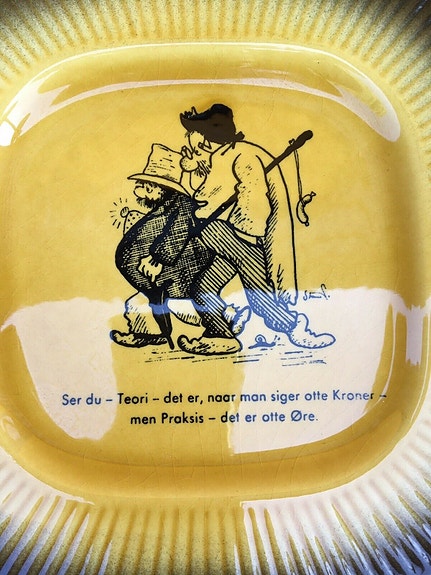 Ser du – Teori – det er, naar man siger otte Kroner –
men Praksis – det er otte Øre.